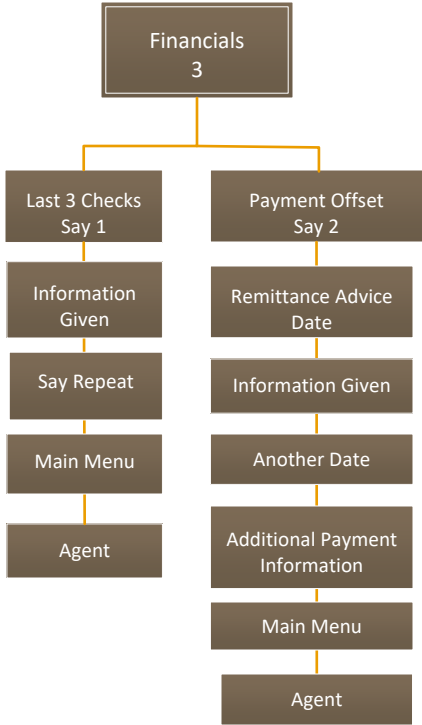 Financials
3
Last 3 Checks
Say 1
Information
Given
Say Repeat
Main Menu
Agent
Payment Offset
Say 2
Remittance Advice
Date
Information Given
Another Date
Additional Payment
Information
Main Menu
Agent